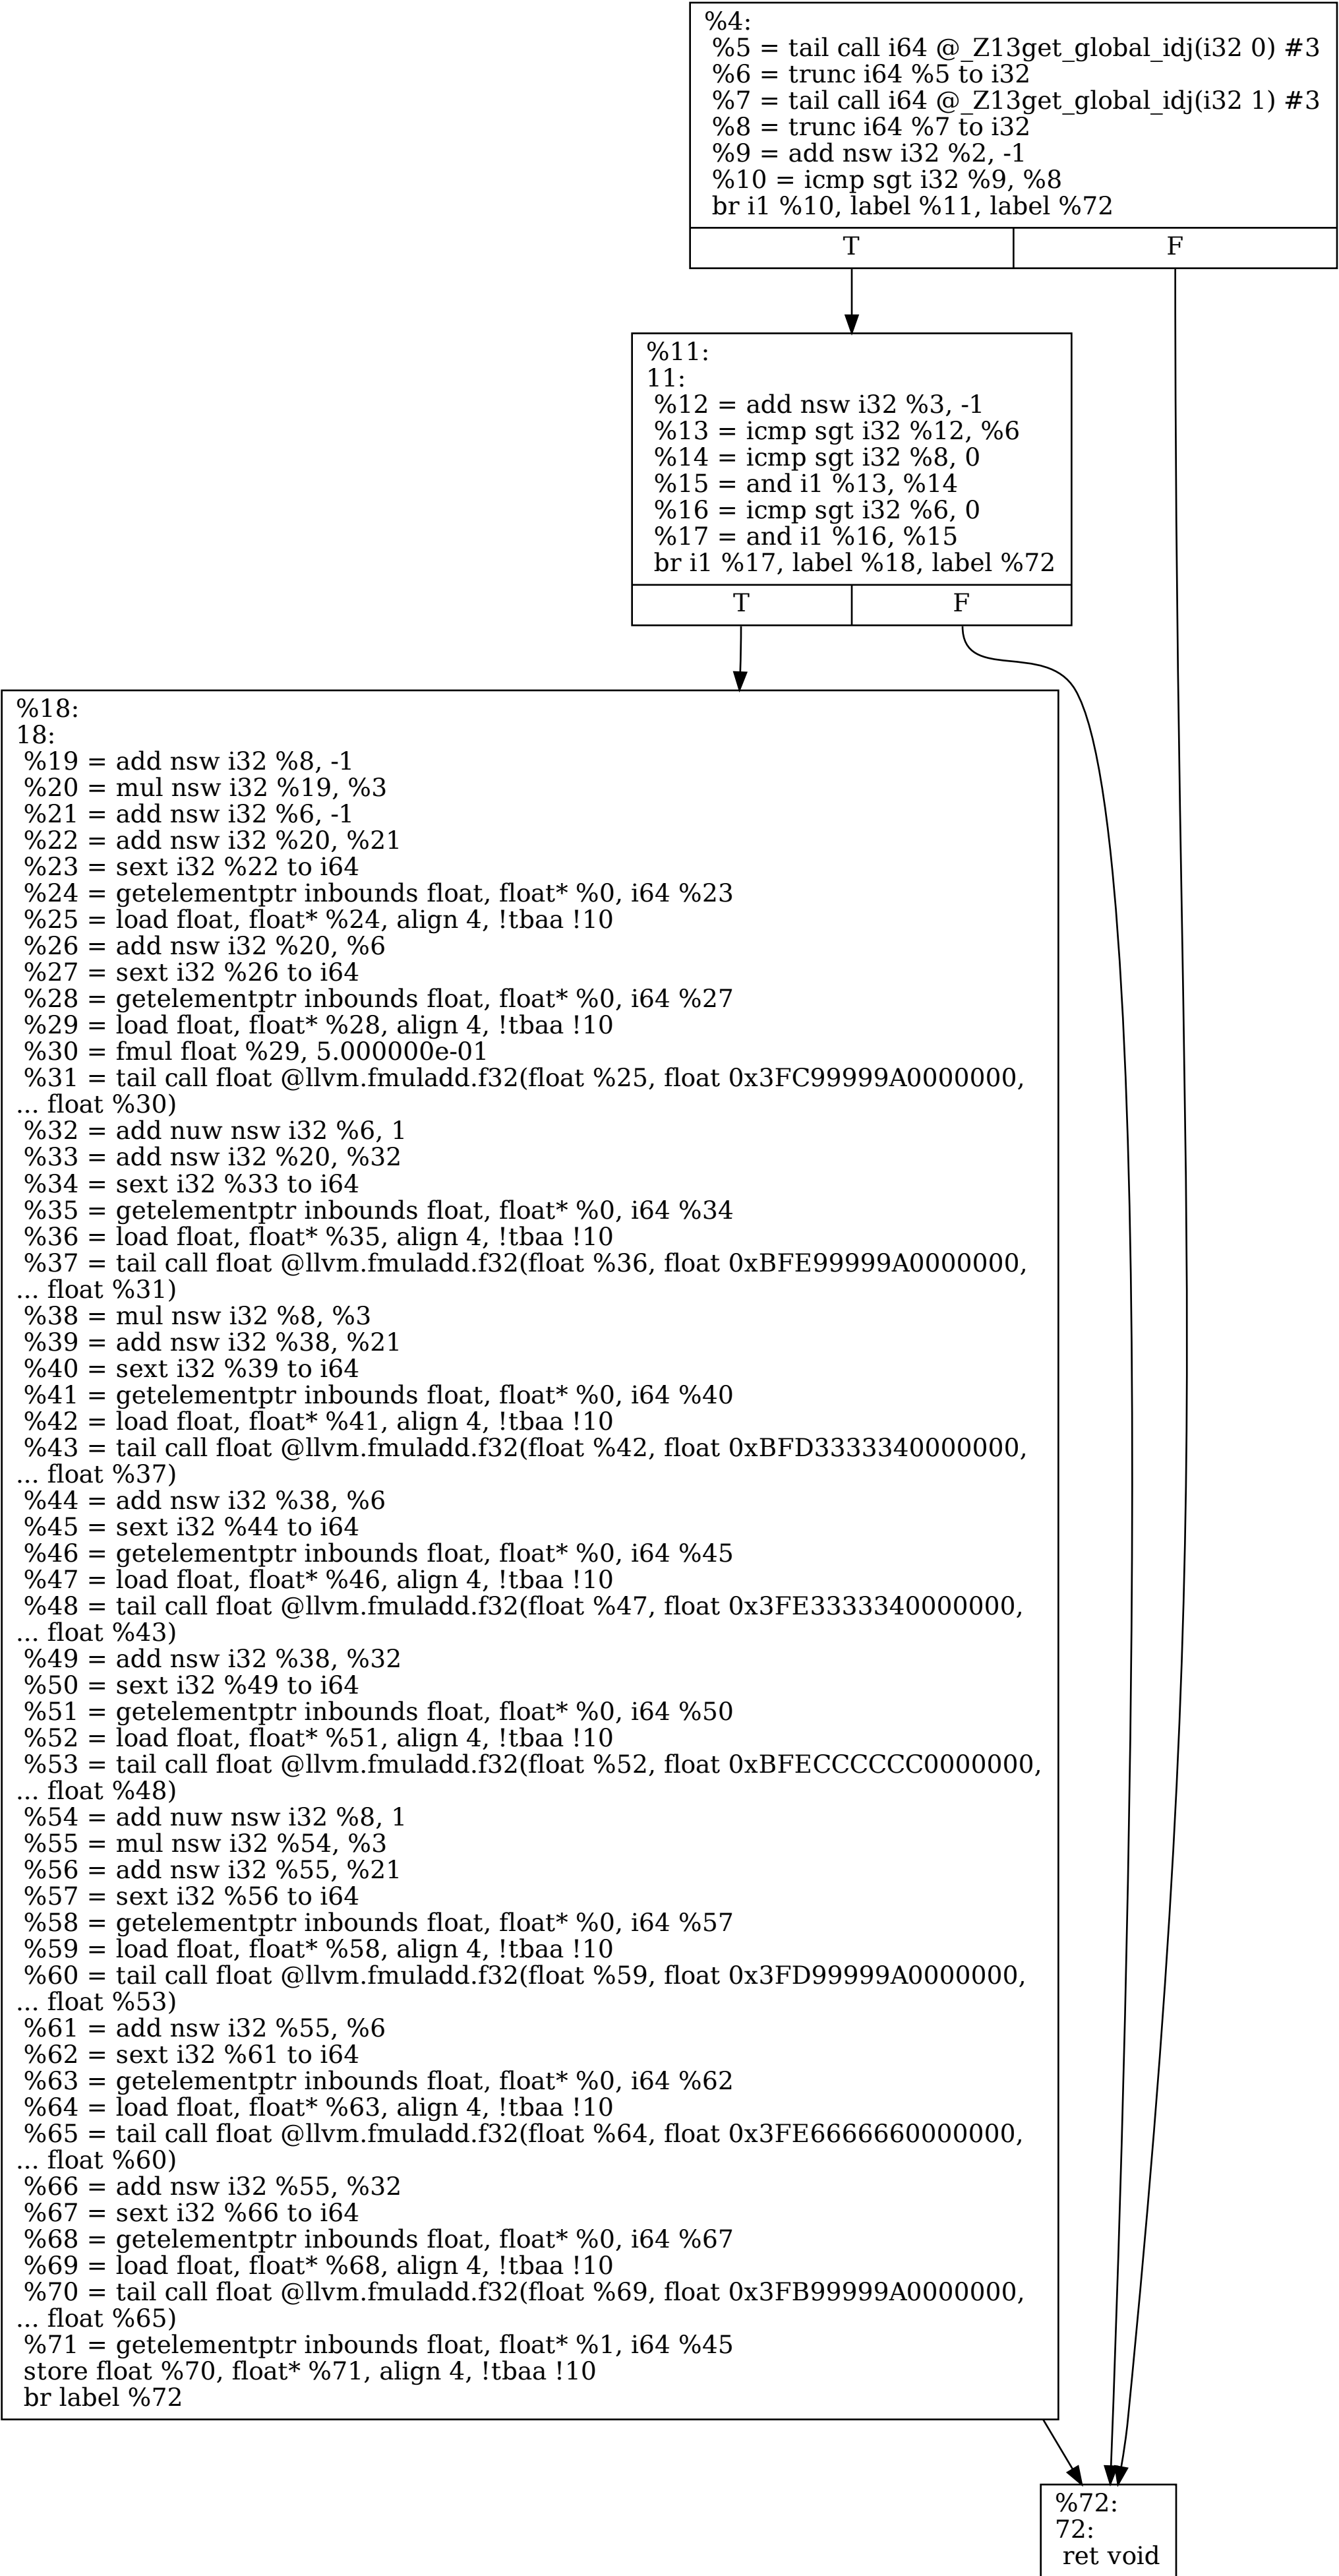 %4:
%5 = tail call i64 @_Z13get_global_idj(i32 0) #3
%6 = trunc i64 %5 to i32
%7 = tail call i64 @_Z13get_global_idj(i32 1) #3
%8 = trunc i64 %7 to i32
%9 = add nsw i32 %2, -1
%10 = icmp sgt i32 %9, %8
br i1 %10, label %11, label %72
T F
%11:
11:
%12 = add nsw i32 %3, -1
%13 = icmp sgt i32 %12, %6
%14 = icmp sgt i32 %8, 0
%15 = and i1 %13, %14
%16 = icmp sgt i32 %6, 0
%17 = and i1 %16, %15
br i1 %17, label %18, label %72
T F
%18:
18:
%19 = add nsw i32 %8, -1
%20 = mul nsw i32 %19, %3
%21 = add nsw i32 %6, -1
%22 = add nsw i32 %20, %21
%23 = sext i32 %22 to i64
%24 = getelementptr inbounds float, float* %0, i64 %23
%25 = load float, float* %24, align 4, !tbaa !10
%26 = add nsw i32 %20, %6
%27 = sext i32 %26 to i64
%28 = getelementptr inbounds float, float* %0, i64 %27
%29 = load float, float* %28, align 4, !tbaa !10
%30 = fmul float %29, 5.000000e-01
%31 = tail call float @llvm.fmuladd.f32(float %25, float 0x3FC99999A0000000,
... float %30)
%32 = add nuw nsw i32 %6, 1
%33 = add nsw i32 %20, %32
%34 = sext i32 %33 to i64
%35 = getelementptr inbounds float, float* %0, i64 %34
%36 = load float, float* %35, align 4, !tbaa !10
%37 = tail call float @llvm.fmuladd.f32(float %36, float 0xBFE99999A0000000,
... float %31)
%38 = mul nsw i32 %8, %3
%39 = add nsw i32 %38, %21
%40 = sext i32 %39 to i64
%41 = getelementptr inbounds float, float* %0, i64 %40
%42 = load float, float* %41, align 4, !tbaa !10
%43 = tail call float @llvm.fmuladd.f32(float %42, float 0xBFD3333340000000,
... float %37)
%44 = add nsw i32 %38, %6
%45 = sext i32 %44 to i64
%46 = getelementptr inbounds float, float* %0, i64 %45
%47 = load float, float* %46, align 4, !tbaa !10
%48 = tail call float @llvm.fmuladd.f32(float %47, float 0x3FE3333340000000,
... float %43)
%49 = add nsw i32 %38, %32
%50 = sext i32 %49 to i64
%51 = getelementptr inbounds float, float* %0, i64 %50
%52 = load float, float* %51, align 4, !tbaa !10
%53 = tail call float @llvm.fmuladd.f32(float %52, float 0xBFECCCCCC0000000,
... float %48)
%54 = add nuw nsw i32 %8, 1
%55 = mul nsw i32 %54, %3
%56 = add nsw i32 %55, %21
%57 = sext i32 %56 to i64
%58 = getelementptr inbounds float, float* %0, i64 %57
%59 = load float, float* %58, align 4, !tbaa !10
%60 = tail call float @llvm.fmuladd.f32(float %59, float 0x3FD99999A0000000,
... float %53)
%61 = add nsw i32 %55, %6
%62 = sext i32 %61 to i64
%63 = getelementptr inbounds float, float* %0, i64 %62
%64 = load float, float* %63, align 4, !tbaa !10
%65 = tail call float @llvm.fmuladd.f32(float %64, float 0x3FE6666660000000,
... float %60)
%66 = add nsw i32 %55, %32
%67 = sext i32 %66 to i64
%68 = getelementptr inbounds float, float* %0, i64 %67
%69 = load float, float* %68, align 4, !tbaa !10
%70 = tail call float @llvm.fmuladd.f32(float %69, float 0x3FB99999A0000000,
... float %65)
%71 = getelementptr inbounds float, float* %1, i64 %45
store float %70, float* %71, align 4, !tbaa !10
br label %72
%72:
72:
ret void